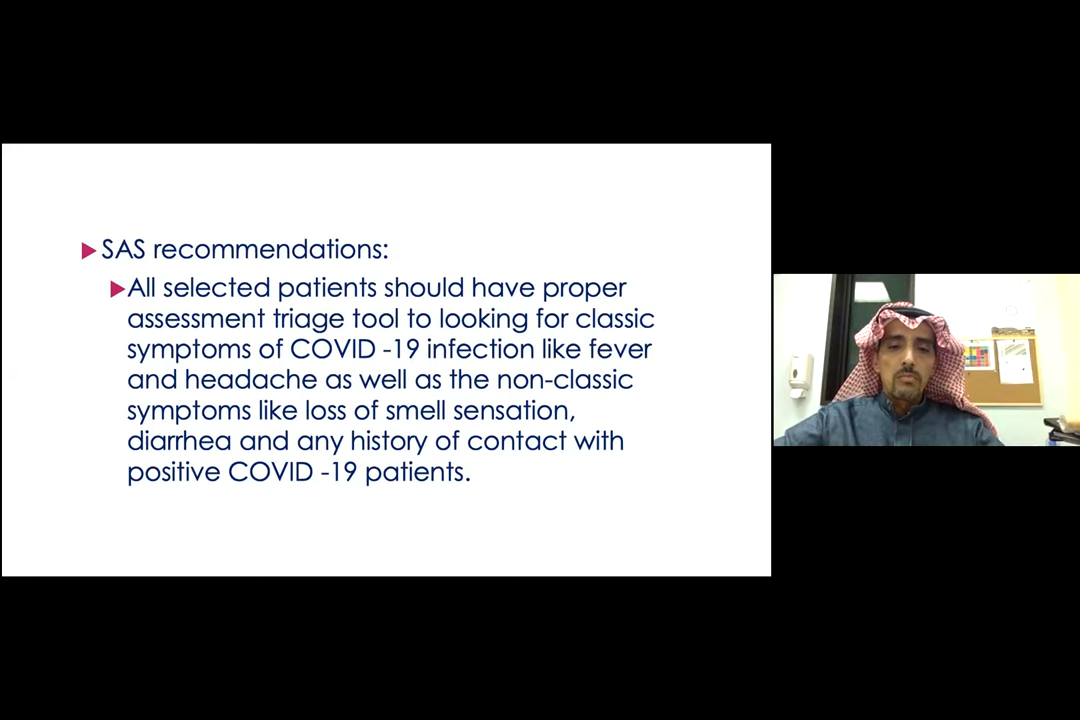 SAS recommendations:
All selected patients should have proper
assessment triage tool to looking for classic
symptoms of COVID -19 infection like fever
and headache as well as the non-classic
symptoms like loss of smell sensation,
diarrhea and any history of contact with
positive COVID -19 patients.